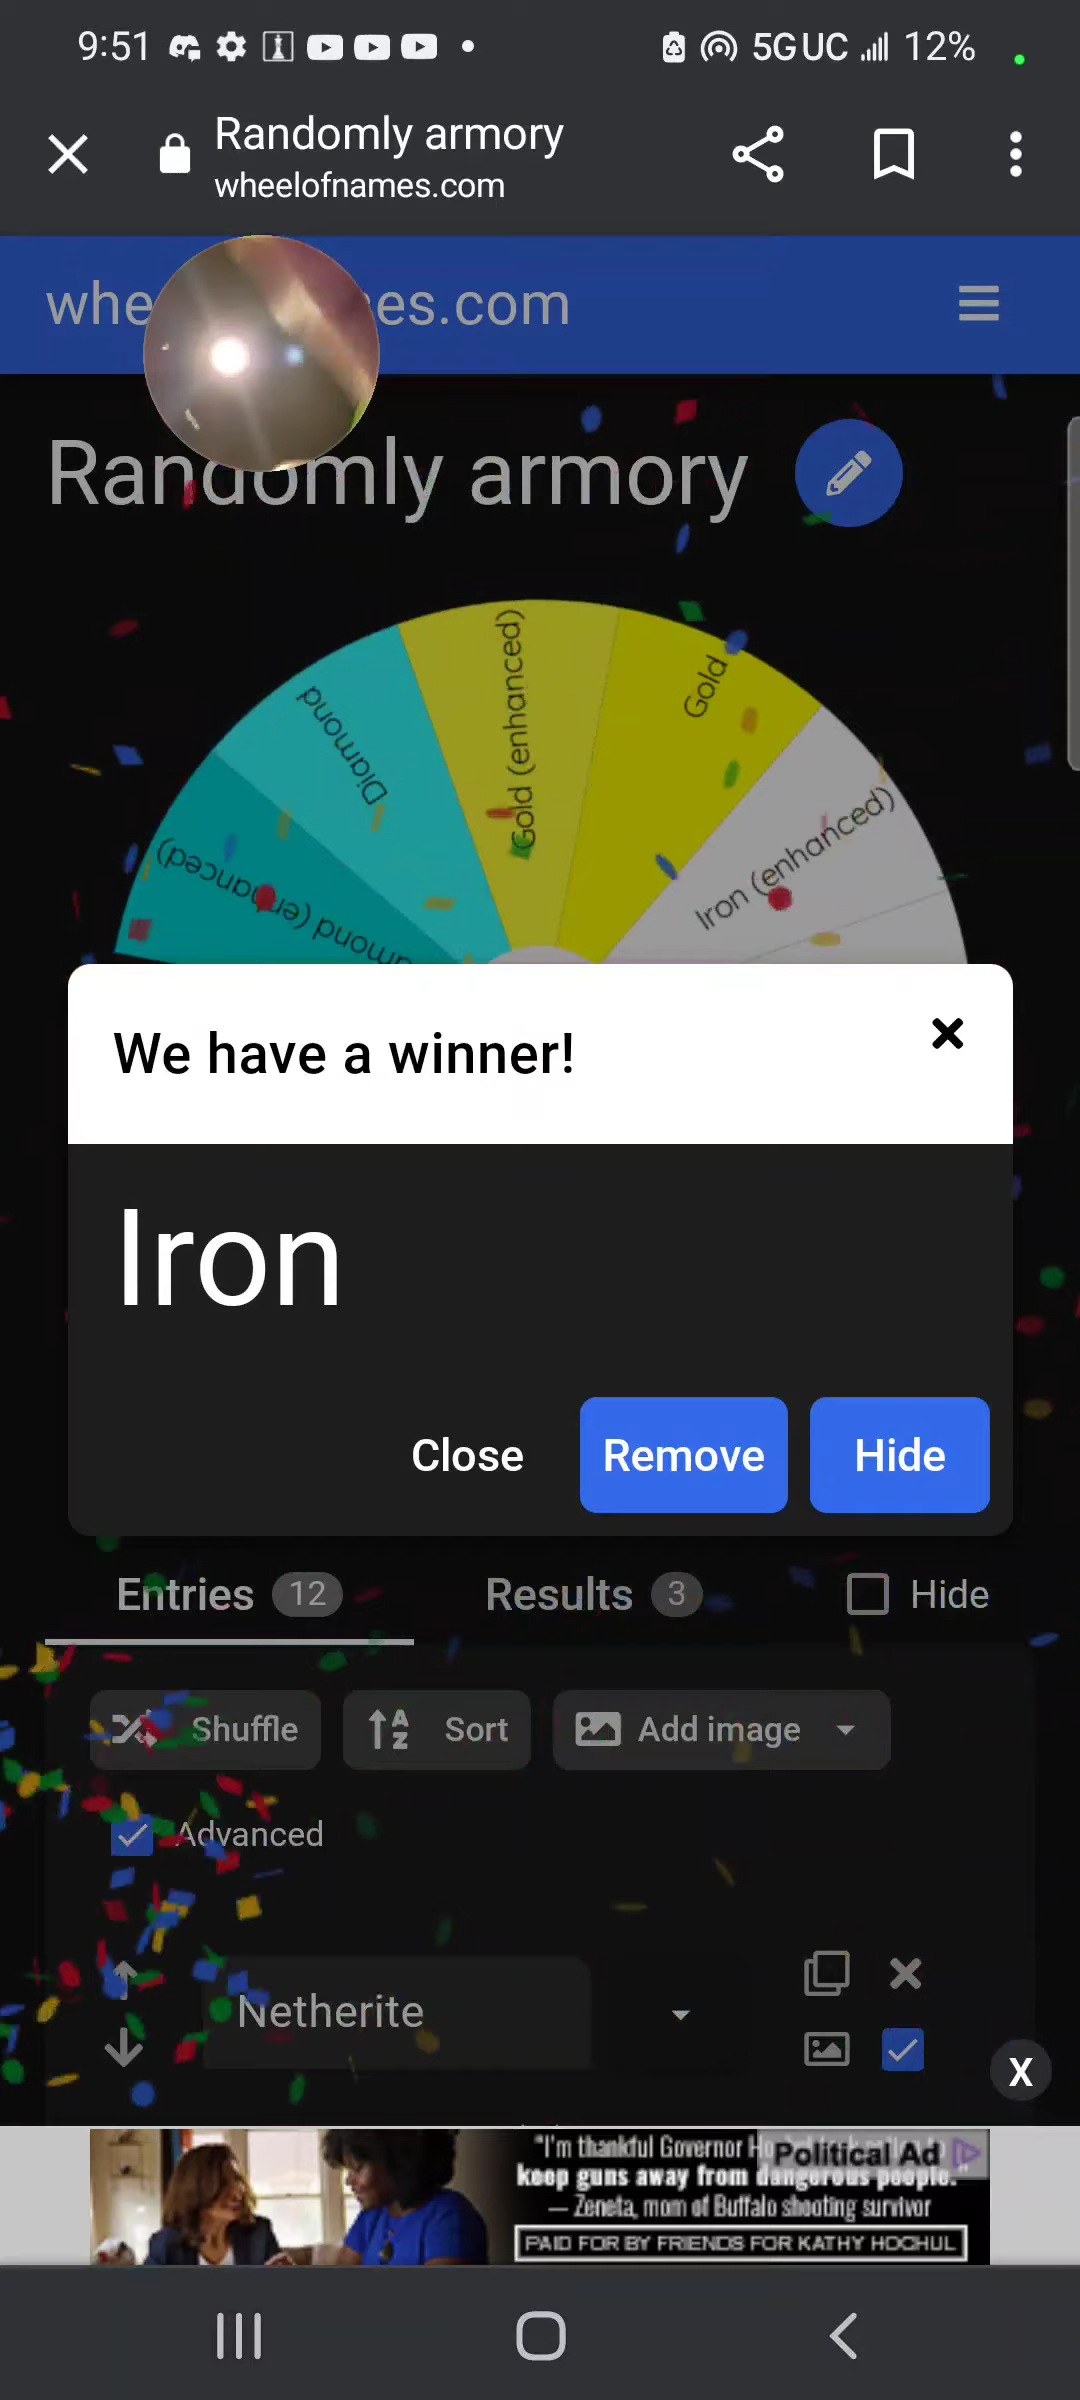 9:51
5G UC 12%
Randomly armory
wheelofnames.com
whe es.com
Randomly armory
Gold (enhanced)
Gold
Diamond
Iron (enhanced)
amond (enhanced)
We have a winner!
Iron
Close Remove Hide
Entries 12 Results 3 Hide
Shuffle Sort Add image
Advanced
Netherite
X
"I'm thankful Governor
Political Ad
keep guns away from dangerous people."
— Zeneta, mom of Buffalo shooting survivor
PAID FOR BY FRIENDS FOR KATHY HOCHUL